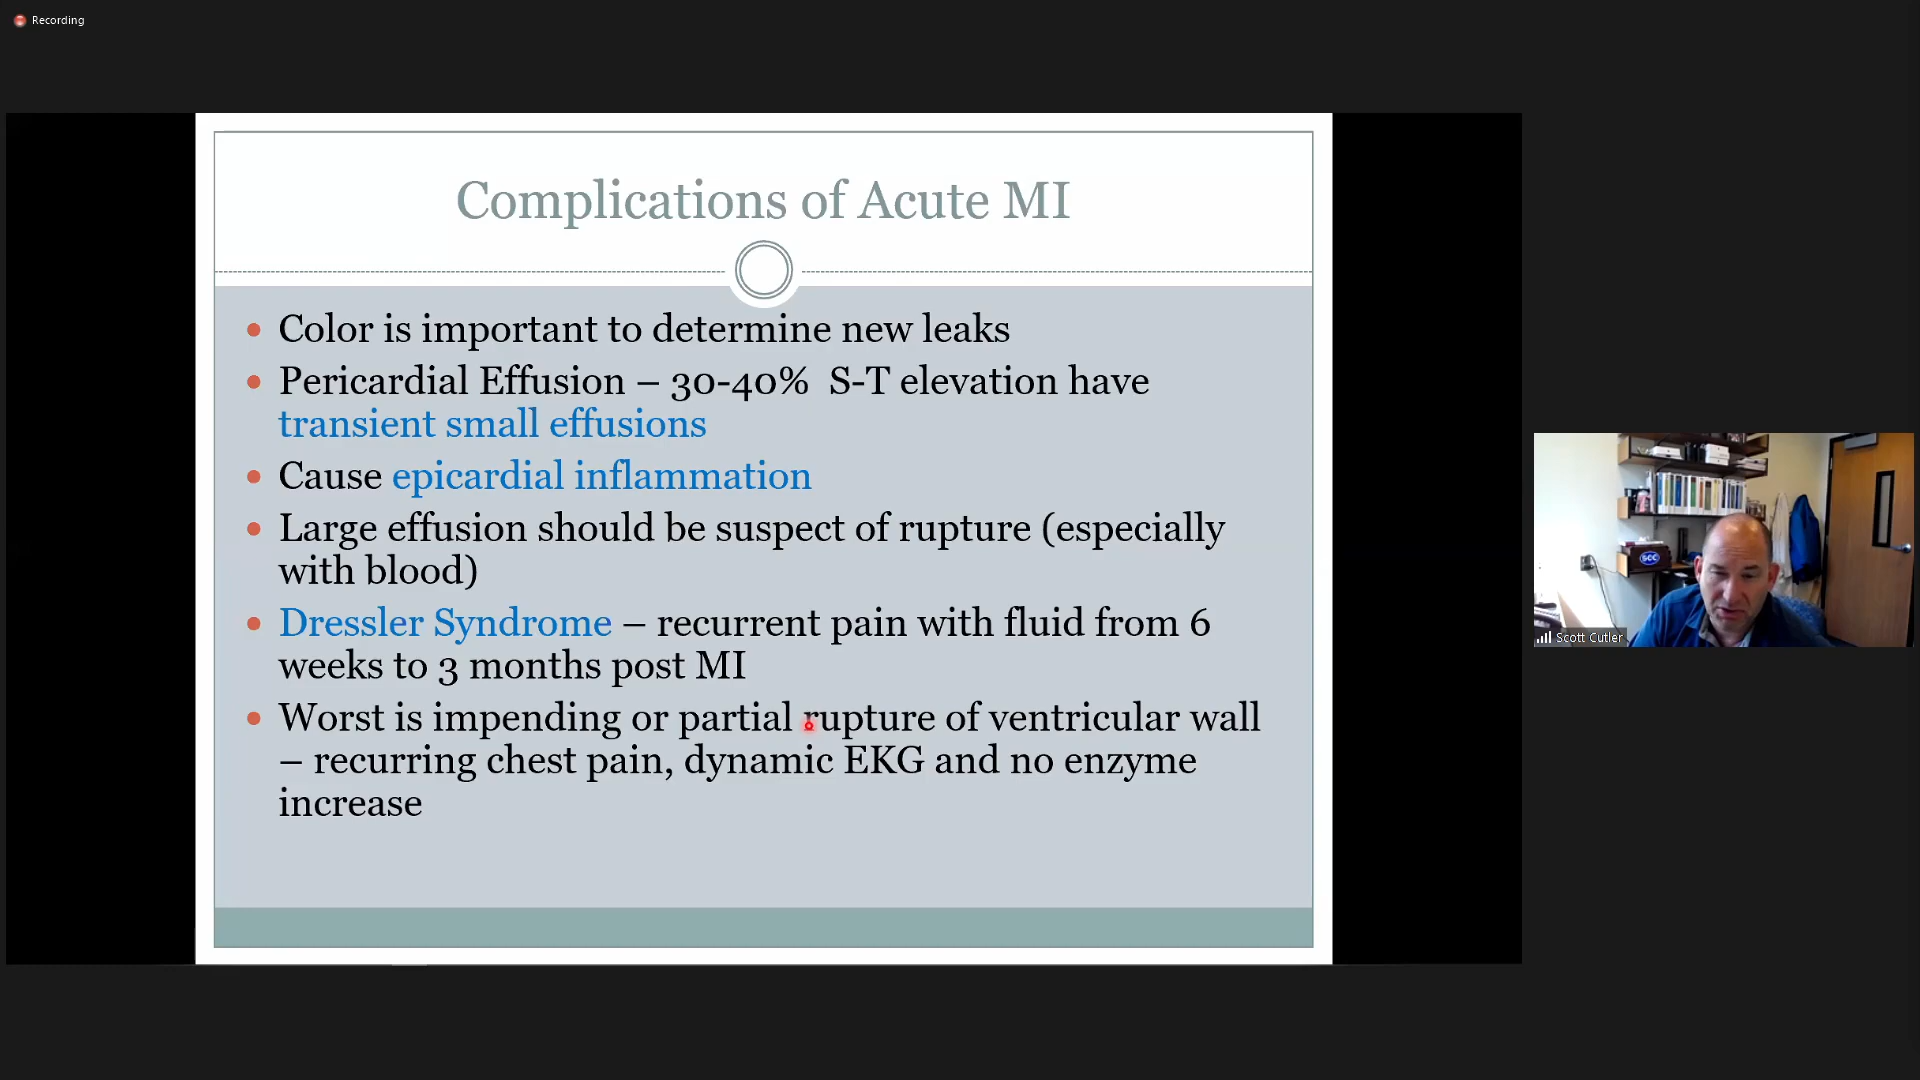 Recording
Complications of Acute MI
Color is important to determine new leaks
Pericardial Effusion – 30-40%  S-T elevation have
transient small effusions
Cause epicardial inflammation
Large effusion should be suspect of rupture (especially
with blood)
Dressler Syndrome – recurrent pain with fluid from 6
weeks to 3 months post MI
Worst is impending or partial rupture of ventricular wall
– recurring chest pain, dynamic EKG and no enzyme
increase
SCC
Scott Cutler